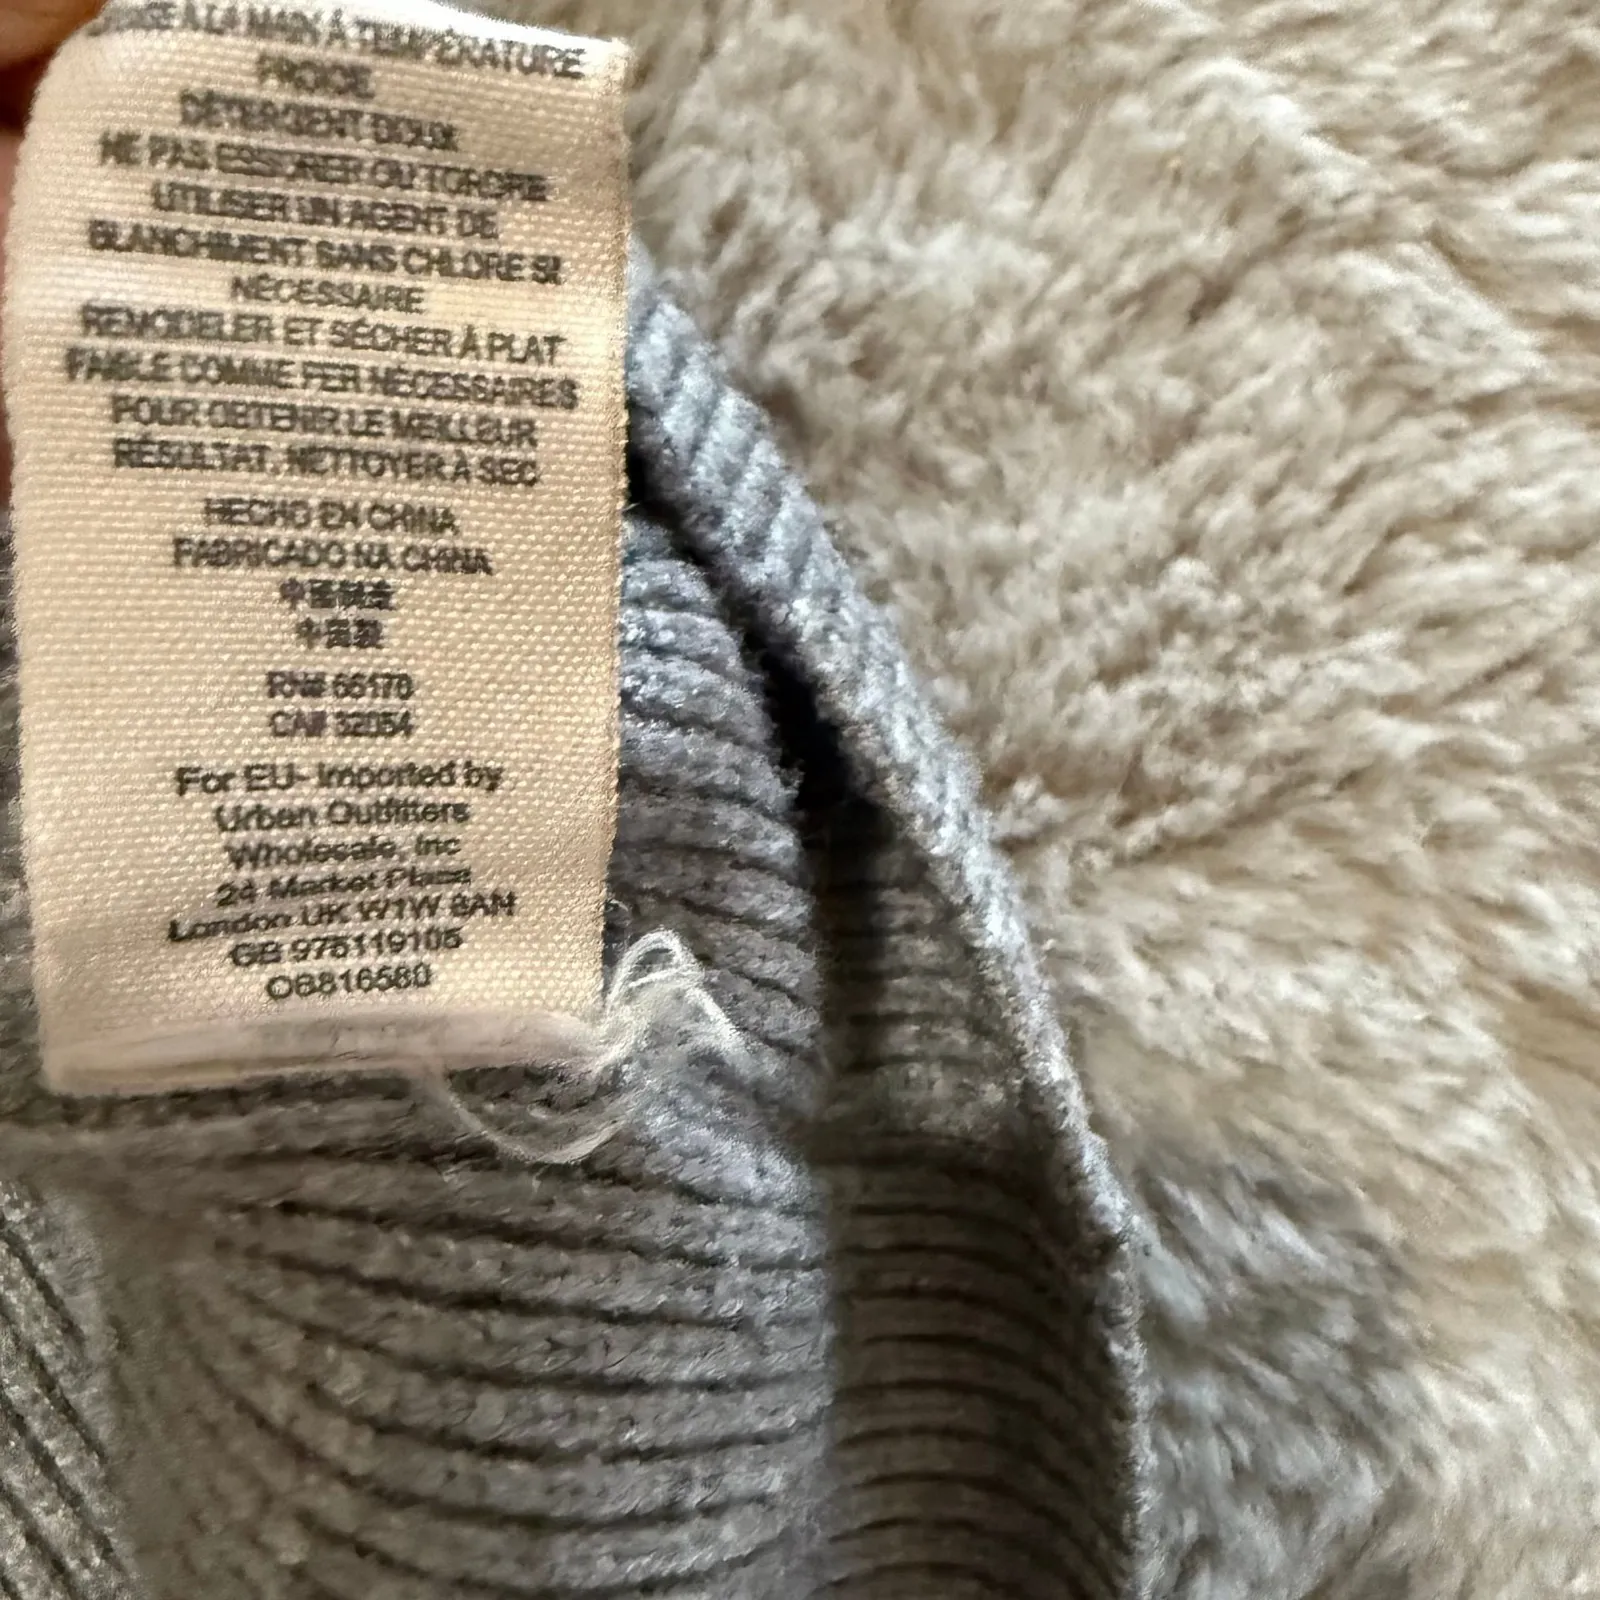 À LA MAIN À TEMPÉRATURE
FROIDE
DÉTERGENT DOUX
NE PAS ESSORER OU TORDRE
UTILISER UN AGENT DE
BLANCHIMENT SANS CHLORE SI
NÉCESSAIRE
REMODELER ET SÉCHER À PLAT
FAIBLE COMME FER NÉCESSAIRES
POUR OBTENIR LE MEILLEUR
RÉSULTAT, NETTOYER À SEC
HECHO EN CHINA
FABRICADO NA CHINA
中国制造
中國製
RN# 66170
CA# 32054
For EU- Imported by
Urban Outfitters
Wholesale, Inc
24 Market Place
London UK W1W 8AN
GB 975119105
OB816580